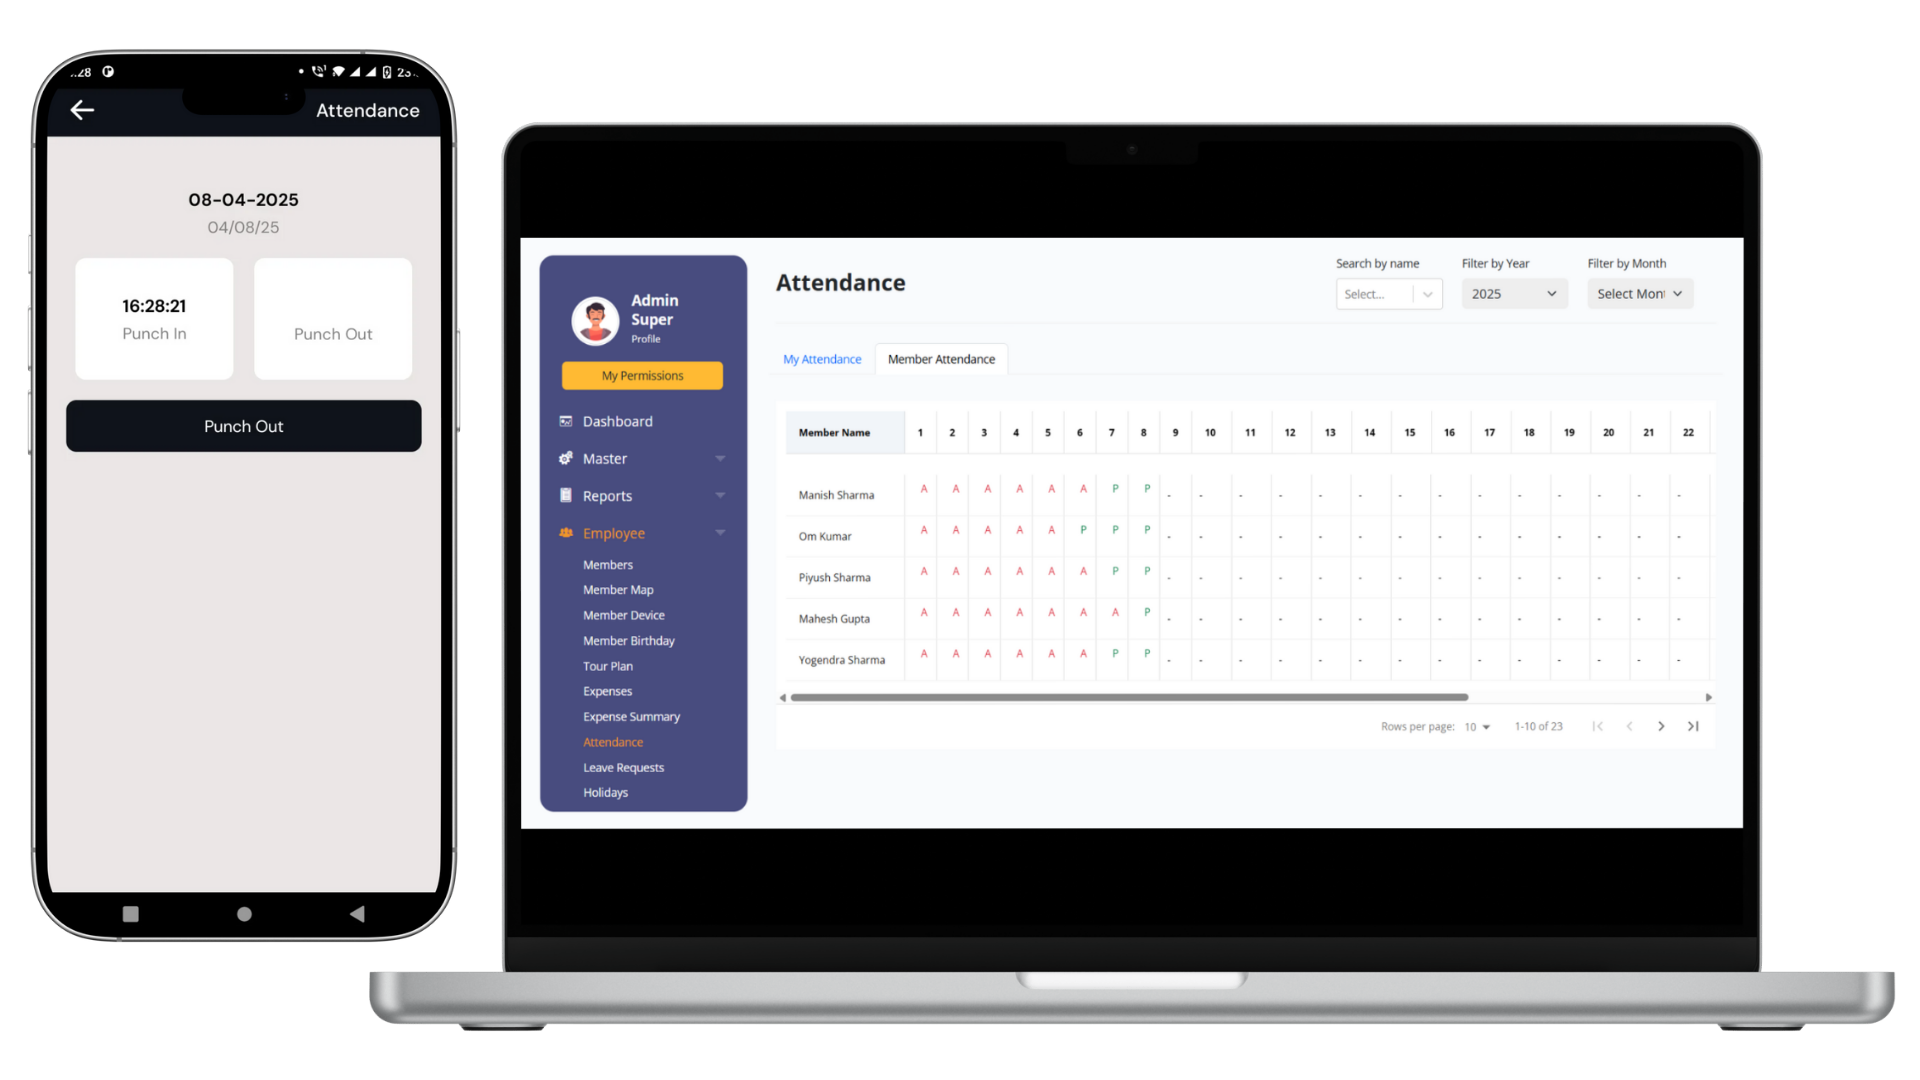 Attendance
08-04-2025
04/08/25
16:28:21
Punch In
Punch Out
Punch Out
Admin
Super
Profile
My Permissions
Dashboard
Master
Reports
Employee
Members
Member Map
Member Device
Member Birthday
Tour Plan
Expenses
Expense Summary
Attendance
Leave Requests
Holidays
Attendance
Search by name
Select...
Filter by Year
2025
Filter by Month
Select Mont
My Attendance Member Attendance
Member Name 1 2 3 4 5 6 7 8 9 10 11 12 13 14 15 16 17 18 19 20 21 22
Manish Sharma A A A A A A P P - - - - - - - - - - - - - -
Om Kumar A A A A A P P P - - - - - - - - - - - - - -
Piyush Sharma A A A A A A P P - - - - - - - - - - - - - -
Mahesh Gupta A A A A A A A P - - - - - - - - - - - - - -
Yogendra Sharma A A A A A A P P - - - - - - - - - - - - - -
Rows per page: 10 1-10 of 23